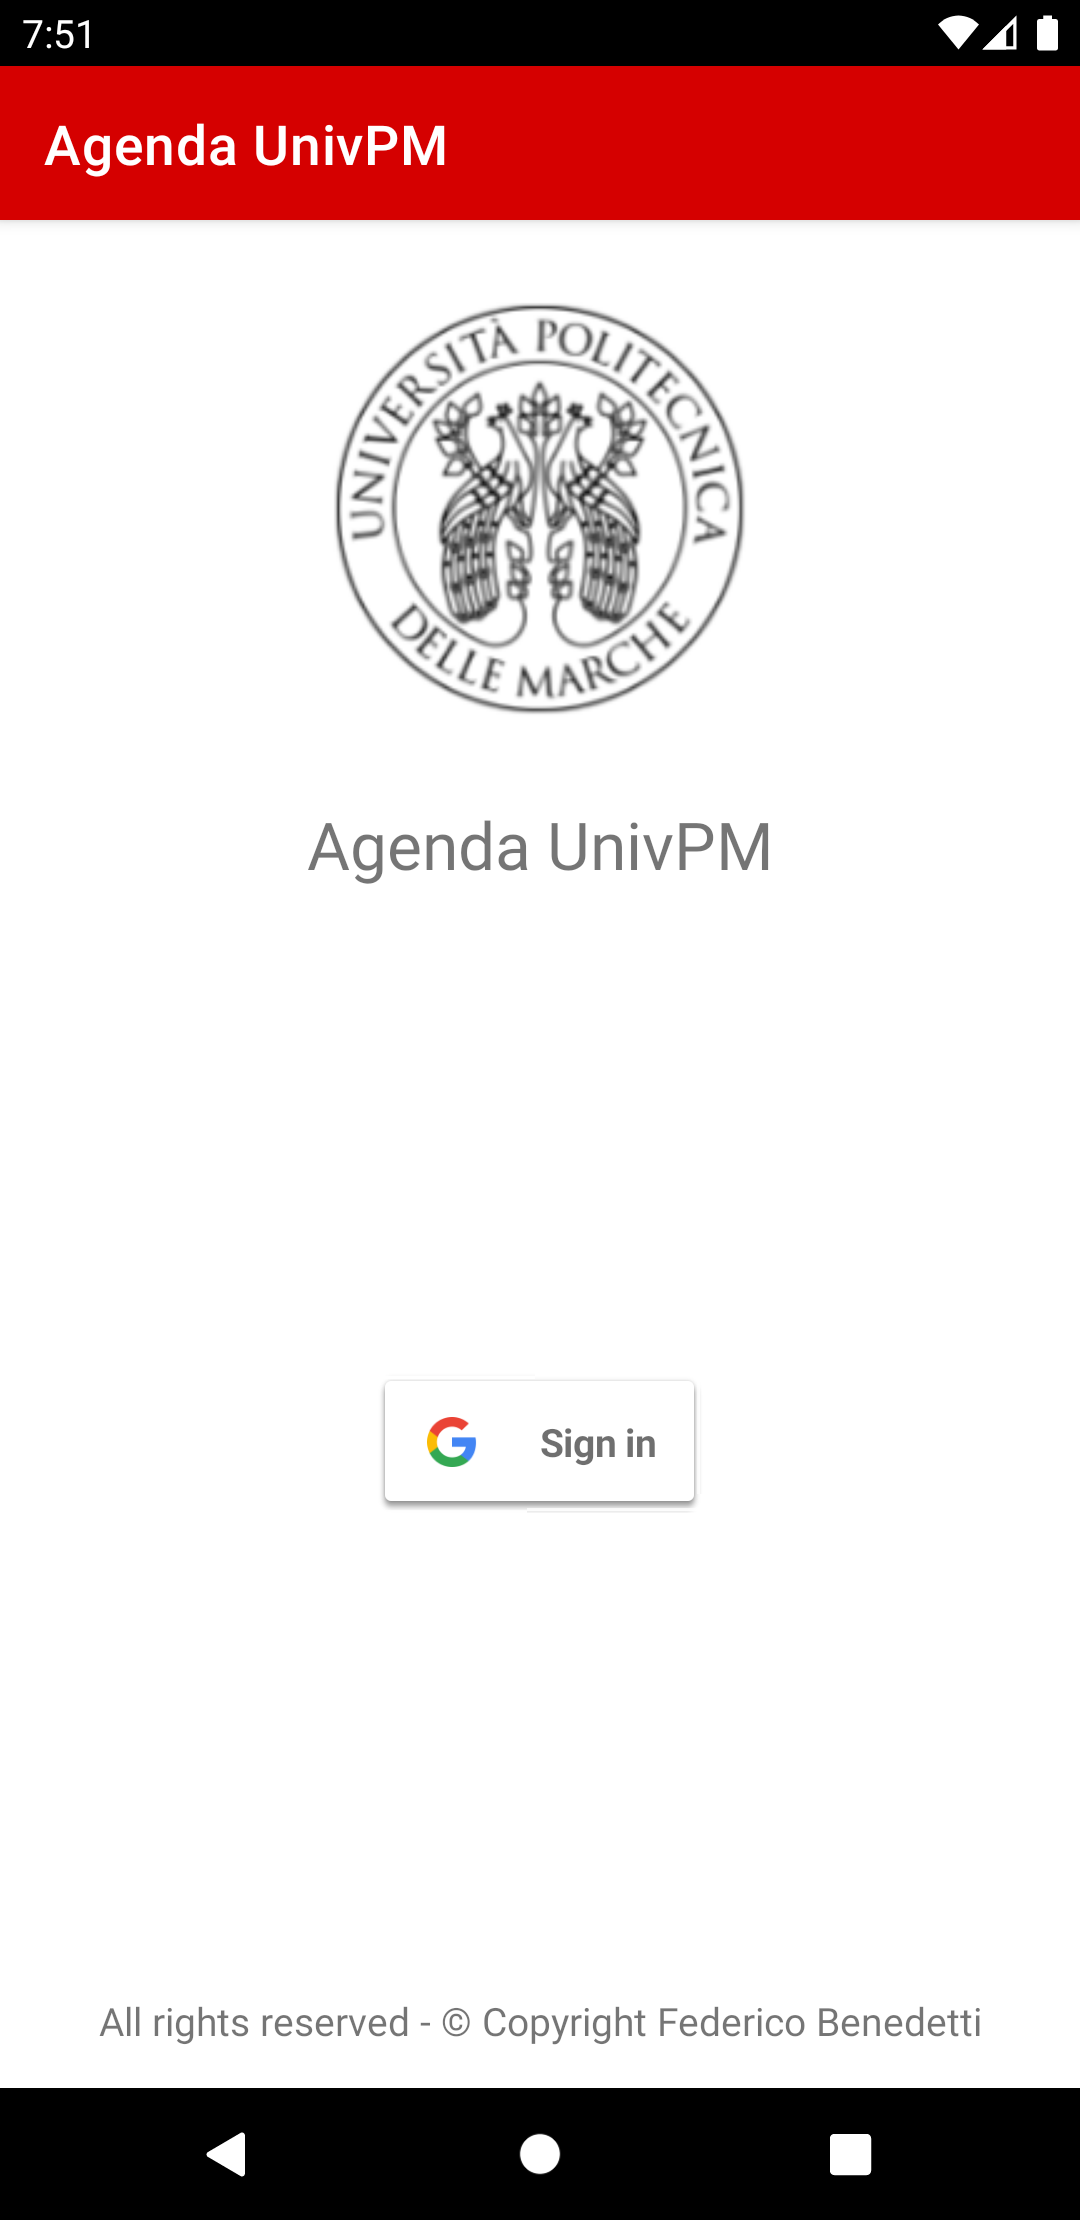 7:51
Agenda UnivPM
UNIVERSITÀ POLITECNICA
DELLE MARCHE
Agenda UnivPM
Sign in
All rights reserved - © Copyright Federico Benedetti